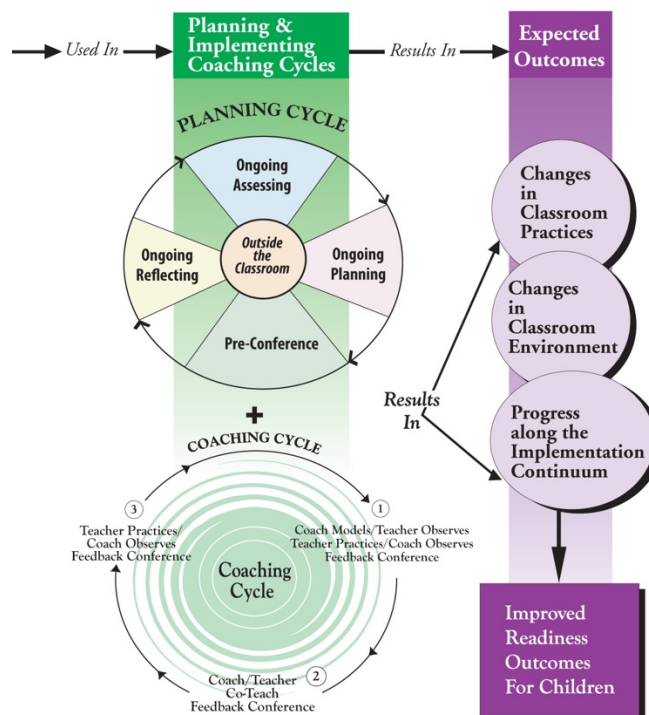 Used In
Planning &
Implementing
Coaching Cycles
Results In
Expected
Outcomes
PLANNING CYCLE
Ongoing
Assessing
Ongoing
Reflecting
Outside
the
Classroom
Ongoing
Planning
Pre-Conference
+
COACHING CYCLE
3
Teacher Practices/
Coach Observes
Feedback Conference
1
Coach Models/Teacher Observes
Teacher Practices/Coach Observes
Feedback Conference
Coaching
Cycle
2
Coach/Teacher
Co-Teach
Feedback Conference
Results
In
Changes
in
Classroom
Practices
Changes
in
Classroom
Environment
Progress
along the
Implementation
Continuum
Improved
Readiness
Outcomes
For Children